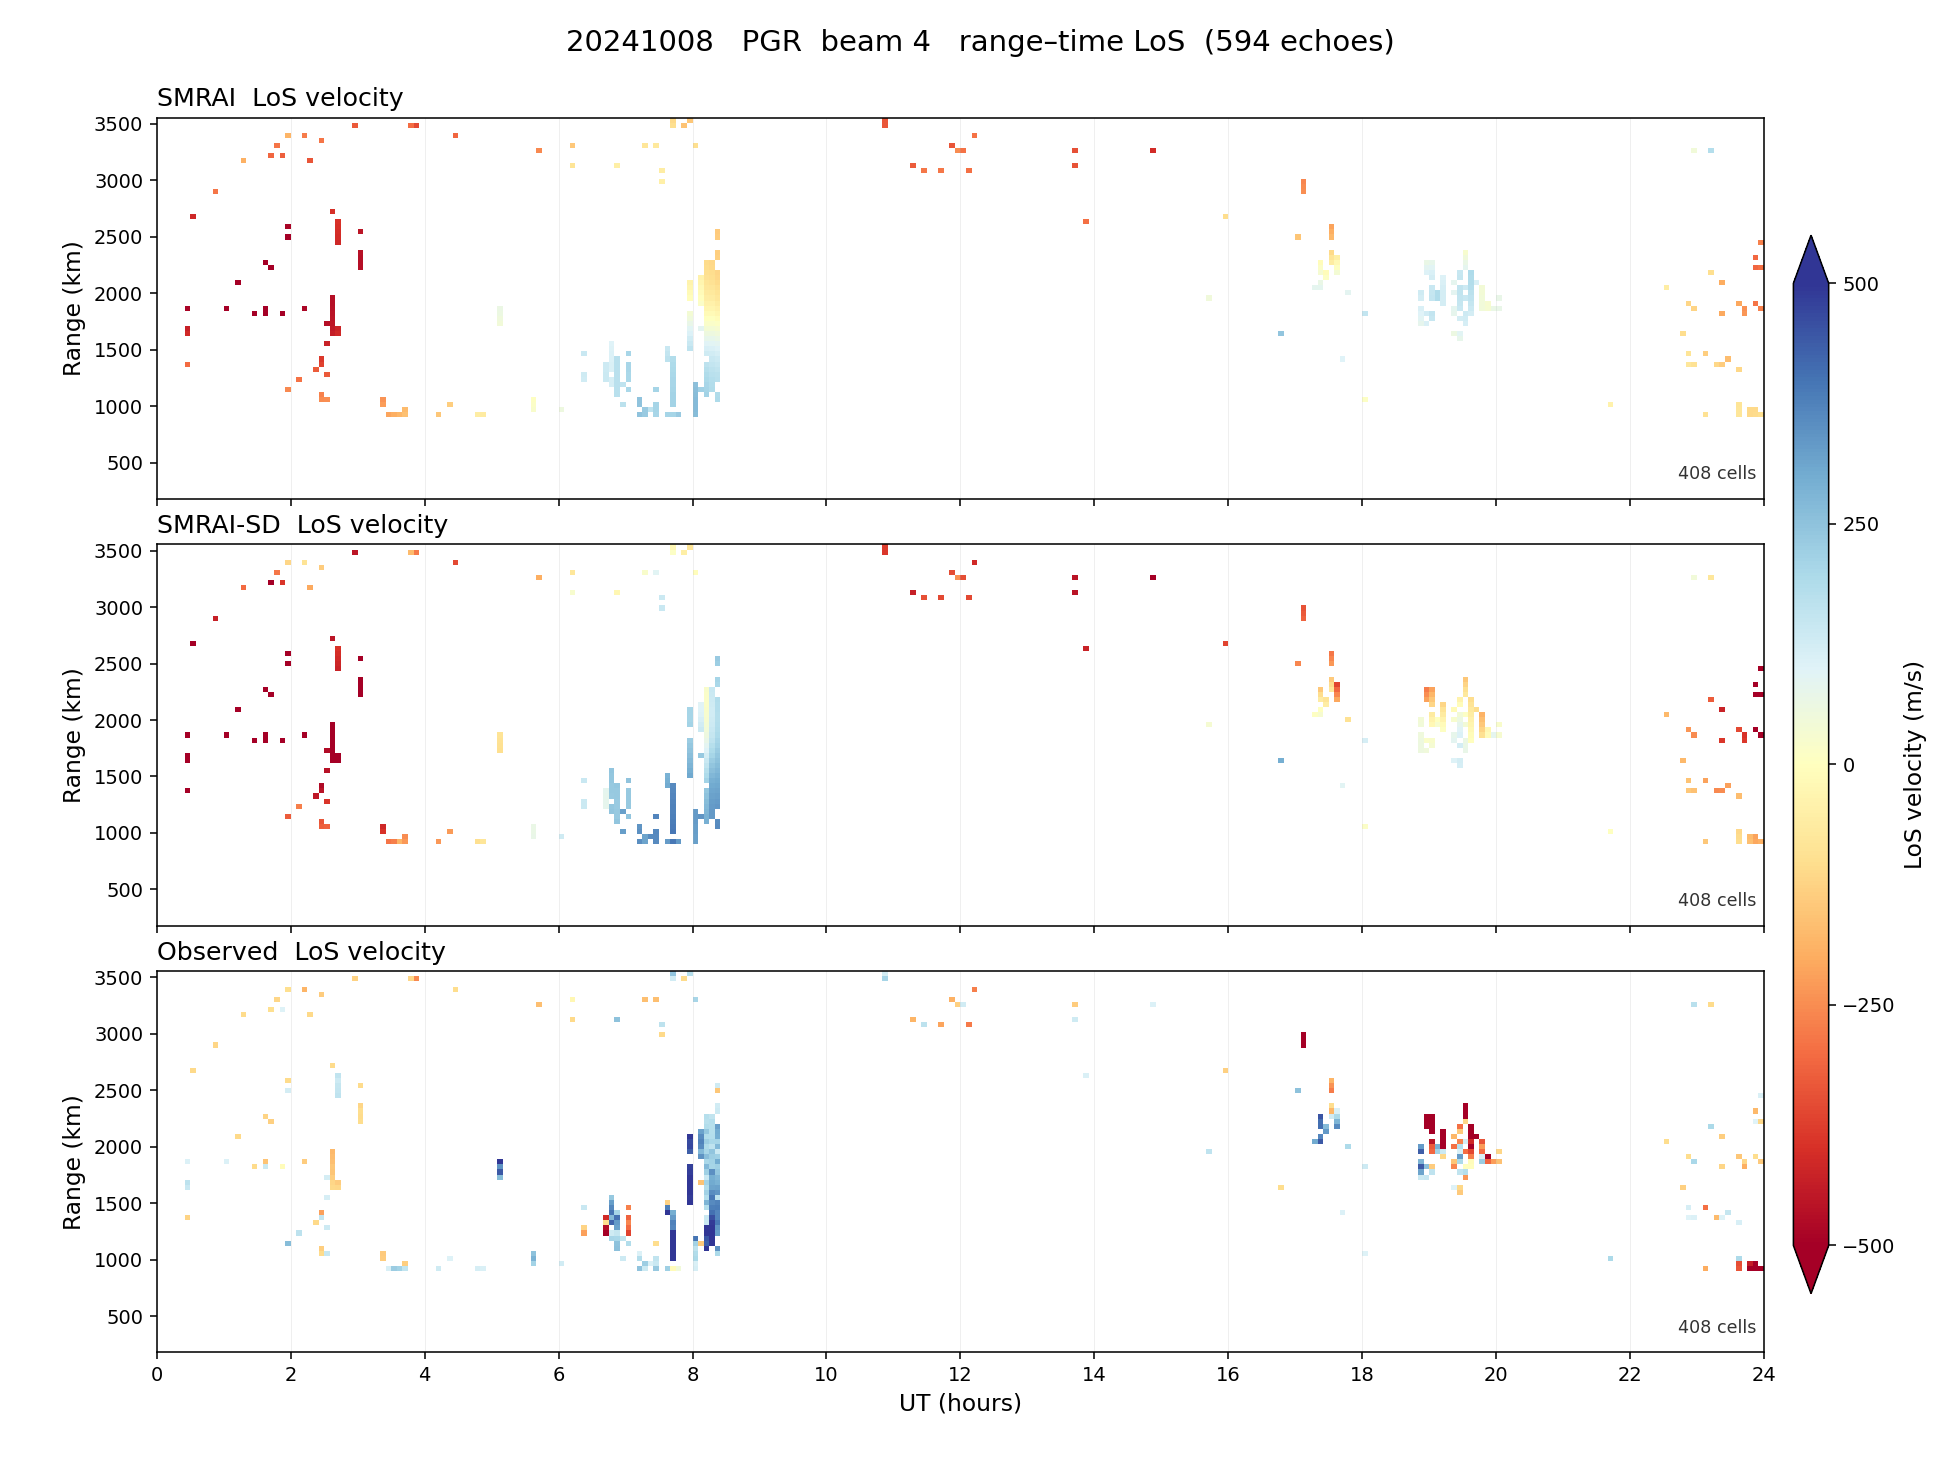 20241008   PGR  beam 4   range–time LoS  (594 echoes)
SMRAI  LoS velocity
3500
3000
2500
2000
1500
1000
500
Range (km)
408 cells
SMRAI-SD  LoS velocity
3500
3000
2500
2000
1500
1000
500
Range (km)
408 cells
Observed  LoS velocity
3500
3000
2500
2000
1500
1000
500
Range (km)
408 cells
0 2 4 6 8 10 12 14 16 18 20 22 24
UT (hours)
500
250
0
−250
−500
LoS velocity (m/s)